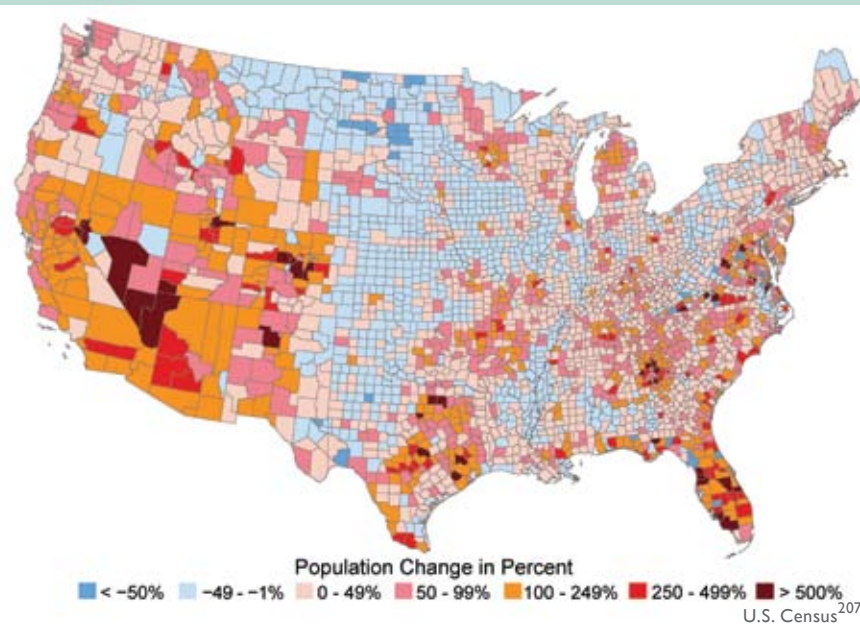 Population Change in Percent
< −50% −49 - −1% 0 - 49% 50 - 99% 100 - 249% 250 - 499% > 500%
U.S. Census207